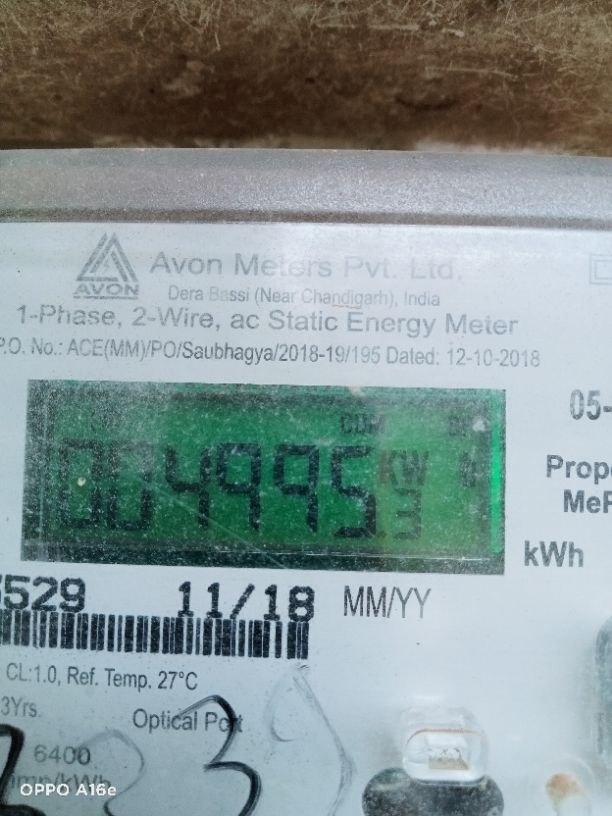 AVON
Avon Meters Pvt. Ltd.
Dera Bassi (Near Chandigarh), India
1-Phase, 2-Wire, ac Static Energy Meter
P.O. No.: ACE(MM)/PO/Saubhagya/2018-19/195 Dated: 12-10-2018
05-
CUM
004995.3 KW
kWh
529 11/18 MM/YY
CL:1.0, Ref. Temp. 27°C
3Yrs.
Optical Port
6400
imp/kWh
OPPO A16e